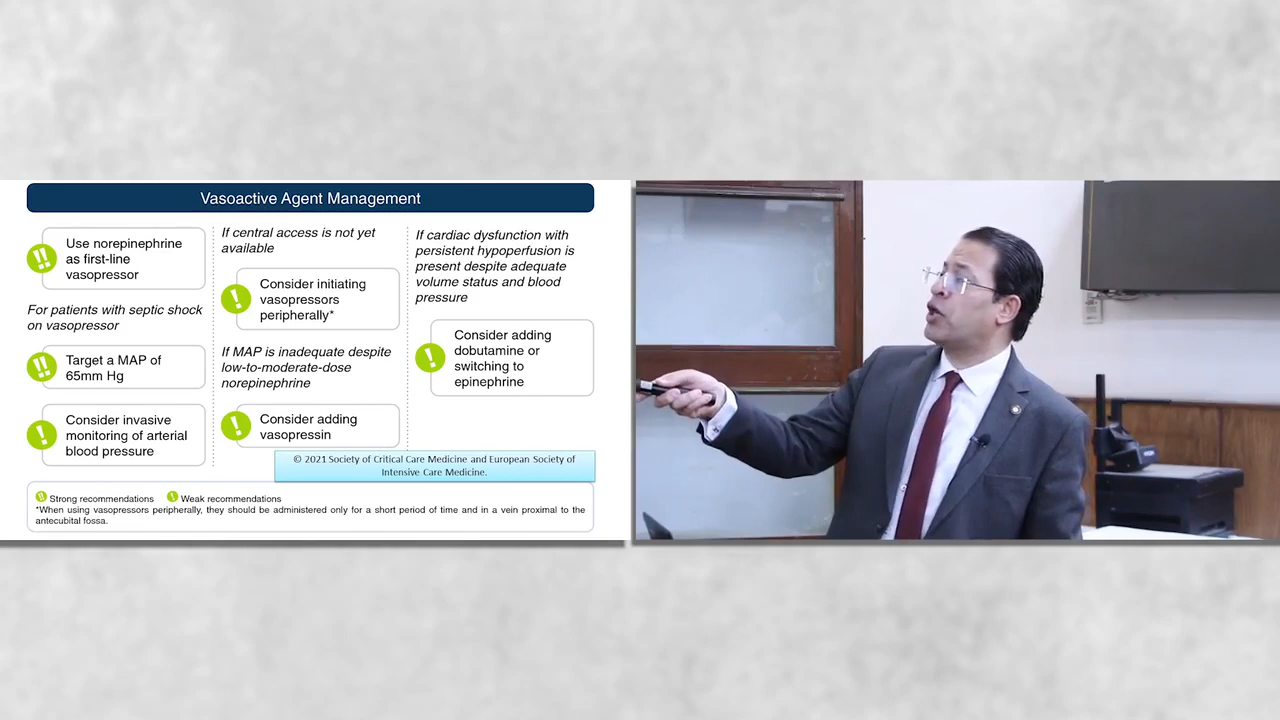 Vasoactive Agent Management
Use norepinephrine
as first-line
vasopressor
For patients with septic shock
on vasopressor
Target a MAP of
65mm Hg
Consider invasive
monitoring of arterial
blood pressure
If central access is not yet
available
Consider initiating
vasopressors
peripherally*
If MAP is inadequate despite
low-to-moderate-dose
norepinephrine
Consider adding
vasopressin
If cardiac dysfunction with
persistent hypoperfusion is
present despite adequate
volume status and blood
pressure
Consider adding
dobutamine or
switching to
epinephrine
© 2021 Society of Critical Care Medicine and European Society of
Intensive Care Medicine.
!! Strong recommendations ! Weak recommendations
*When using vasopressors peripherally, they should be administered only for a short period of time and in a vein proximal to the
antecubital fossa.